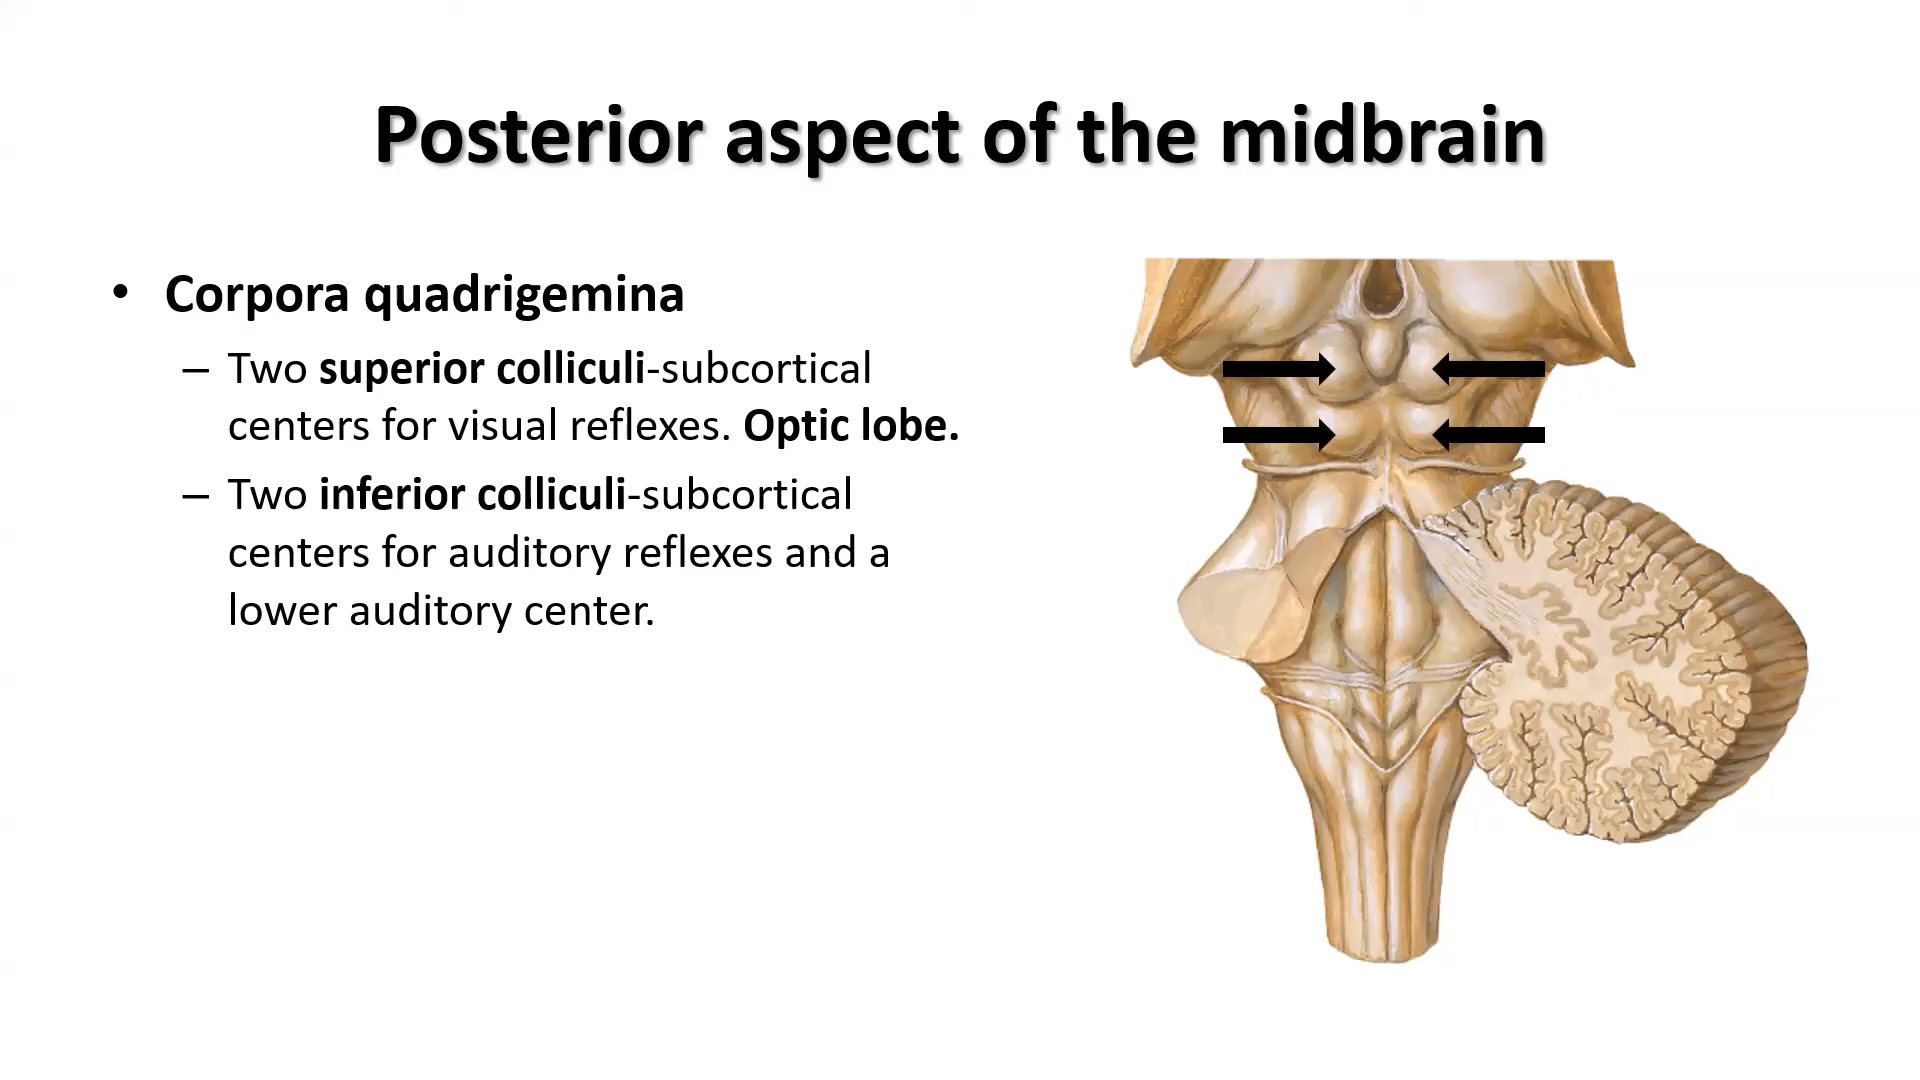 Posterior aspect of the midbrain
• Corpora quadrigemina
– Two superior colliculi-subcortical
centers for visual reflexes. Optic lobe.
– Two inferior colliculi-subcortical
centers for auditory reflexes and a
lower auditory center.